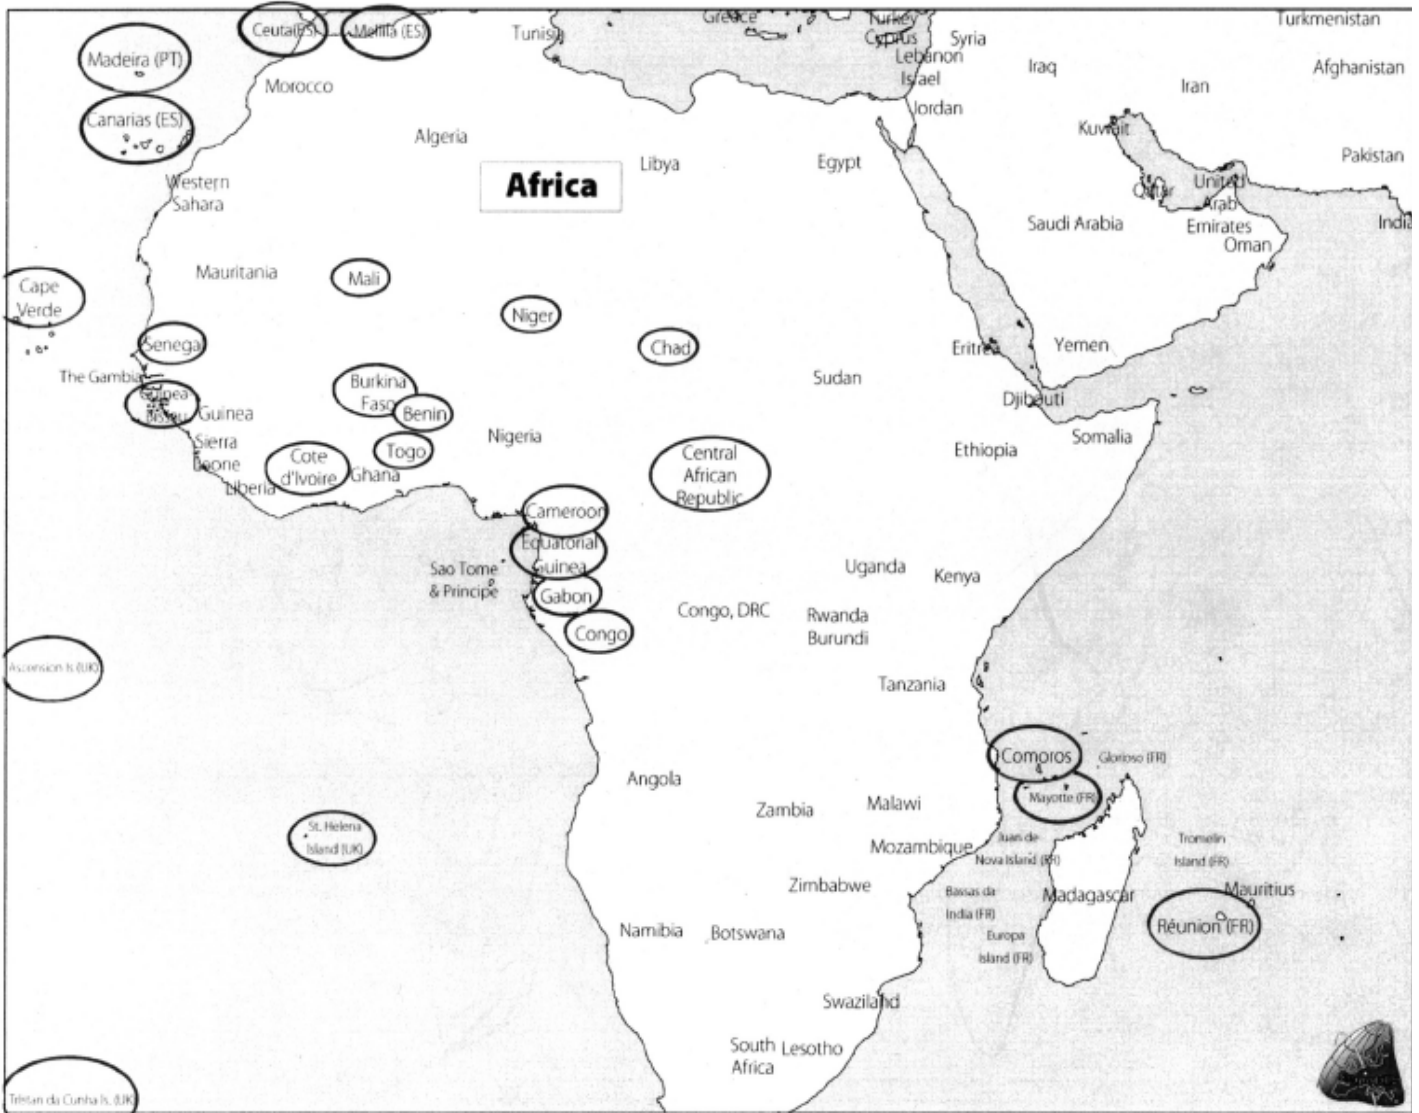 Greece
Turkey
Turkmenistan
Ceuta(ES)
Melilla (ES)
Tunisi
Cyprus
Syria
Madeira (PT)
Lebanon
Iraq
Afghanistan
Israel
Morocco
Iran
Jordan
Canarias (ES)
Kuwait
Algeria
Libya
Egypt
Pakistan
Western
Sahara
Africa
Qatar
United
Arab
Emirates
Saudi Arabia
India
Oman
Mauritania
Mali
Cape
Verde
Niger
Senegal
Chad
Eritrea
Yemen
The Gambia
Burkina
Faso
Sudan
Guinea
Bissau
Guinea
Benin
Djibouti
Nigeria
Somalia
Sierra
Leone
Togo
Ethiopia
Cote
d'Ivoire
Ghana
Central
African
Republic
Liberia
Cameroon
Equatorial
Guinea
Sao Tome
& Principe
Uganda
Kenya
Gabon
Congo, DRC
Rwanda
Burundi
Congo
Ascension Is (UK)
Tanzania
Comoros
Glorioso (FR)
Angola
Mayotte (FR)
Zambia
Malawi
St. Helena
Island (UK)
Mozambique
Juan de
Nova Island (FR)
Tromelin
Island (FR)
Zimbabwe
Bassas da
India (FR)
Madagascar
Mauritius
Namibia
Botswana
Europa
Island (FR)
Réunion (FR)
Swaziland
South
Africa
Lesotho
Tristan da Cunha Is. (UK)